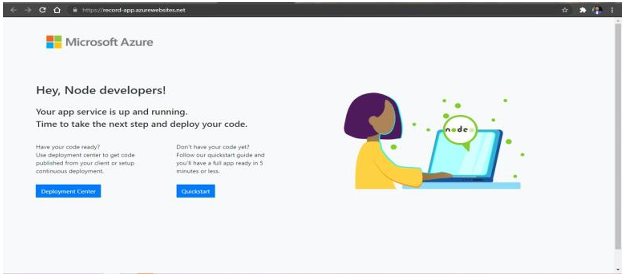 https://record-app.azurewebsites.net
Microsoft Azure
Hey, Node developers!
Your app service is up and running.
Time to take the next step and deploy your code.
Have your code ready?
Use deployment center to get code
published from your client or setup
continuous deployment.
Deployment Center
Don't have your code yet?
Follow our quickstart guide and
you'll have a full app ready in 5
minutes or less.
Quickstart
node